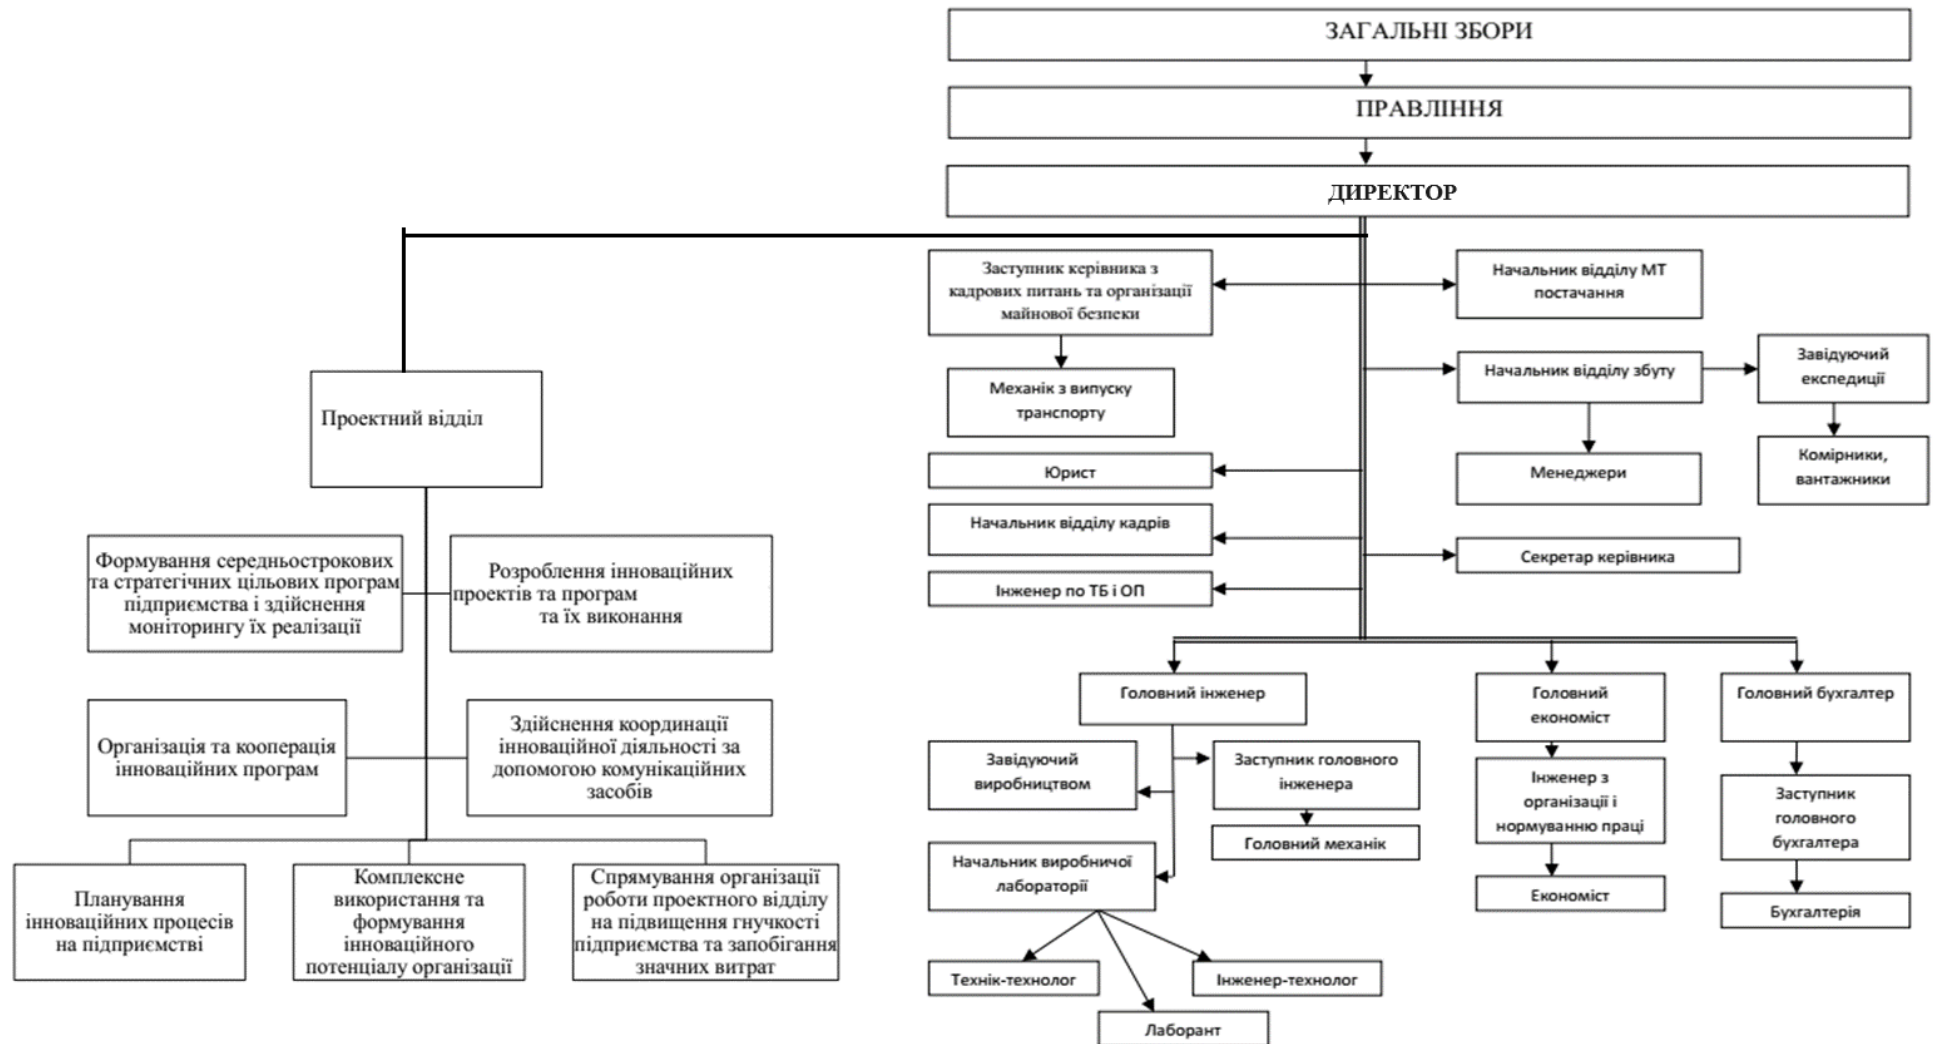 ЗАГАЛЬНІ ЗБОРИ
ПРАВЛІННЯ
ДИРЕКТОР
Заступник керівника з
кадрових питань та організації
майнової безпеки
Начальник відділу МТ
постачання
Механік з випуску
транспорту
Начальник відділу збуту
Завідуючий
експедиції
Менеджери
Комірники,
вантажники
Юрист
Начальник відділу кадрів
Секретар керівника
Інженер по ТБ і ОП
Проектний відділ
Формування середньострокових
та стратегічних цільових програм
підприємства і здійснення
моніторингу їх реалізації
Розроблення інноваційних
проектів та програм
та їх виконання
Організація та кооперація
інноваційних програм
Здійснення координації
інноваційної діяльності за
допомогою комунікаційних
засобів
Планування
інноваційних процесів
на підприємстві
Комплексне
використання та
формування
інноваційного
потенціалу організації
Спрямування організації
роботи проектного відділу
на підвищення гнучкості
підприємства та запобігання
значних витрат
Головний інженер
Завідуючий
виробництвом
Заступник головного
інженера
Головний механік
Начальник виробничої
лабораторії
Технік-технолог
Інженер-технолог
Лаборант
Головний
економіст
Інженер з
організації і
нормуванню праці
Економіст
Головний бухгалтер
Заступник
головного
бухгалтера
Бухгалтерія